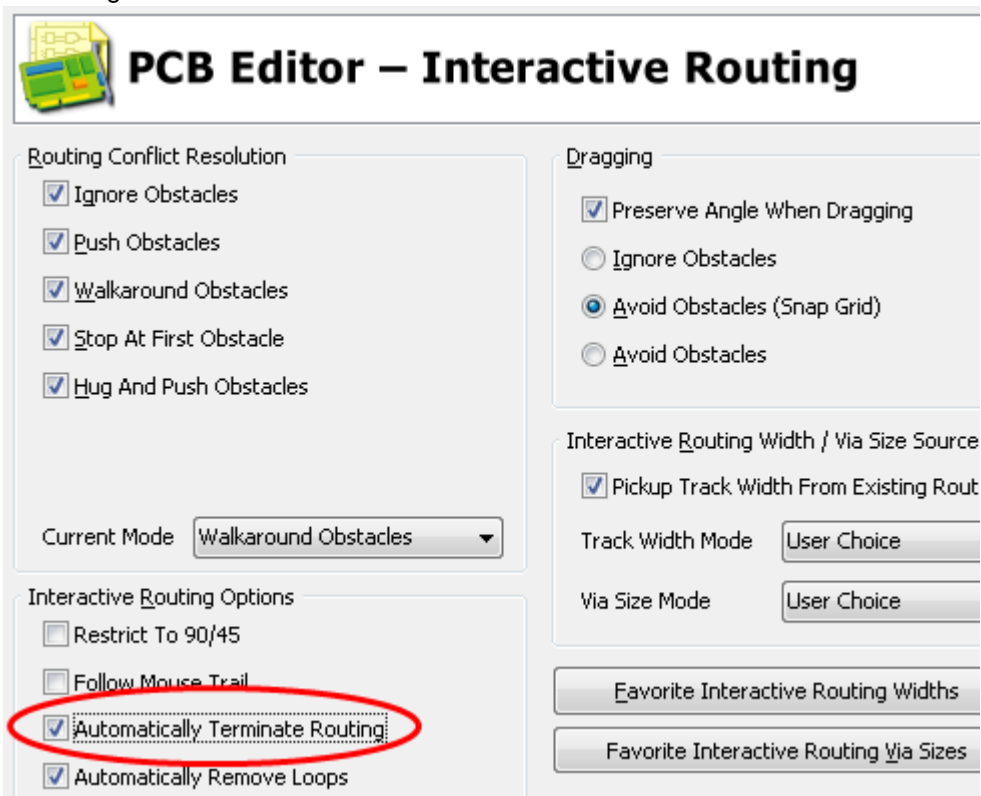 PCB Editor – Interactive Routing
Routing Conflict Resolution
Ignore Obstacles
Push Obstacles
Walkaround Obstacles
Stop At First Obstacle
Hug And Push Obstacles
Current Mode Walkaround Obstacles
Interactive Routing Options
Restrict To 90/45
Follow Mouse Trail
Automatically Terminate Routing
Automatically Remove Loops
Dragging
Preserve Angle When Dragging
Ignore Obstacles
Avoid Obstacles (Snap Grid)
Avoid Obstacles
Interactive Routing Width / Via Size Source
Pickup Track Width From Existing Rout
Track Width Mode User Choice
Via Size Mode User Choice
Favorite Interactive Routing Widths
Favorite Interactive Routing Via Sizes